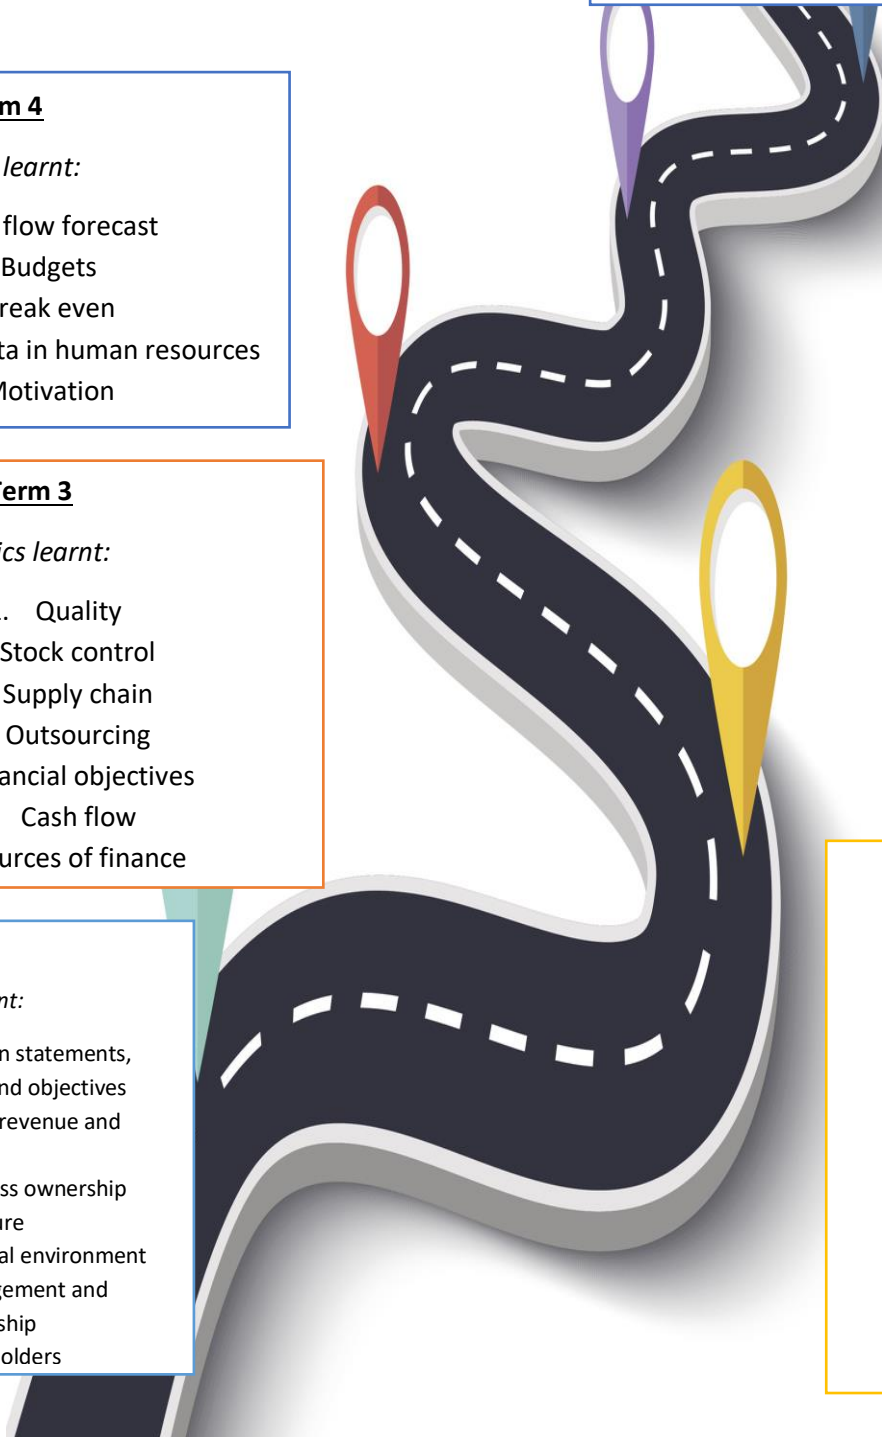 m 4
learnt:
flow forecast
Budgets
reak even
ta in human resources
Motivation
Term 3
ics learnt:
. Quality
Stock control
Supply chain
Outsourcing
ancial objectives
Cash flow
urces of finance
nt:
n statements,
nd objectives
revenue and
ss ownership
ure
al environment
gement and
ship
olders